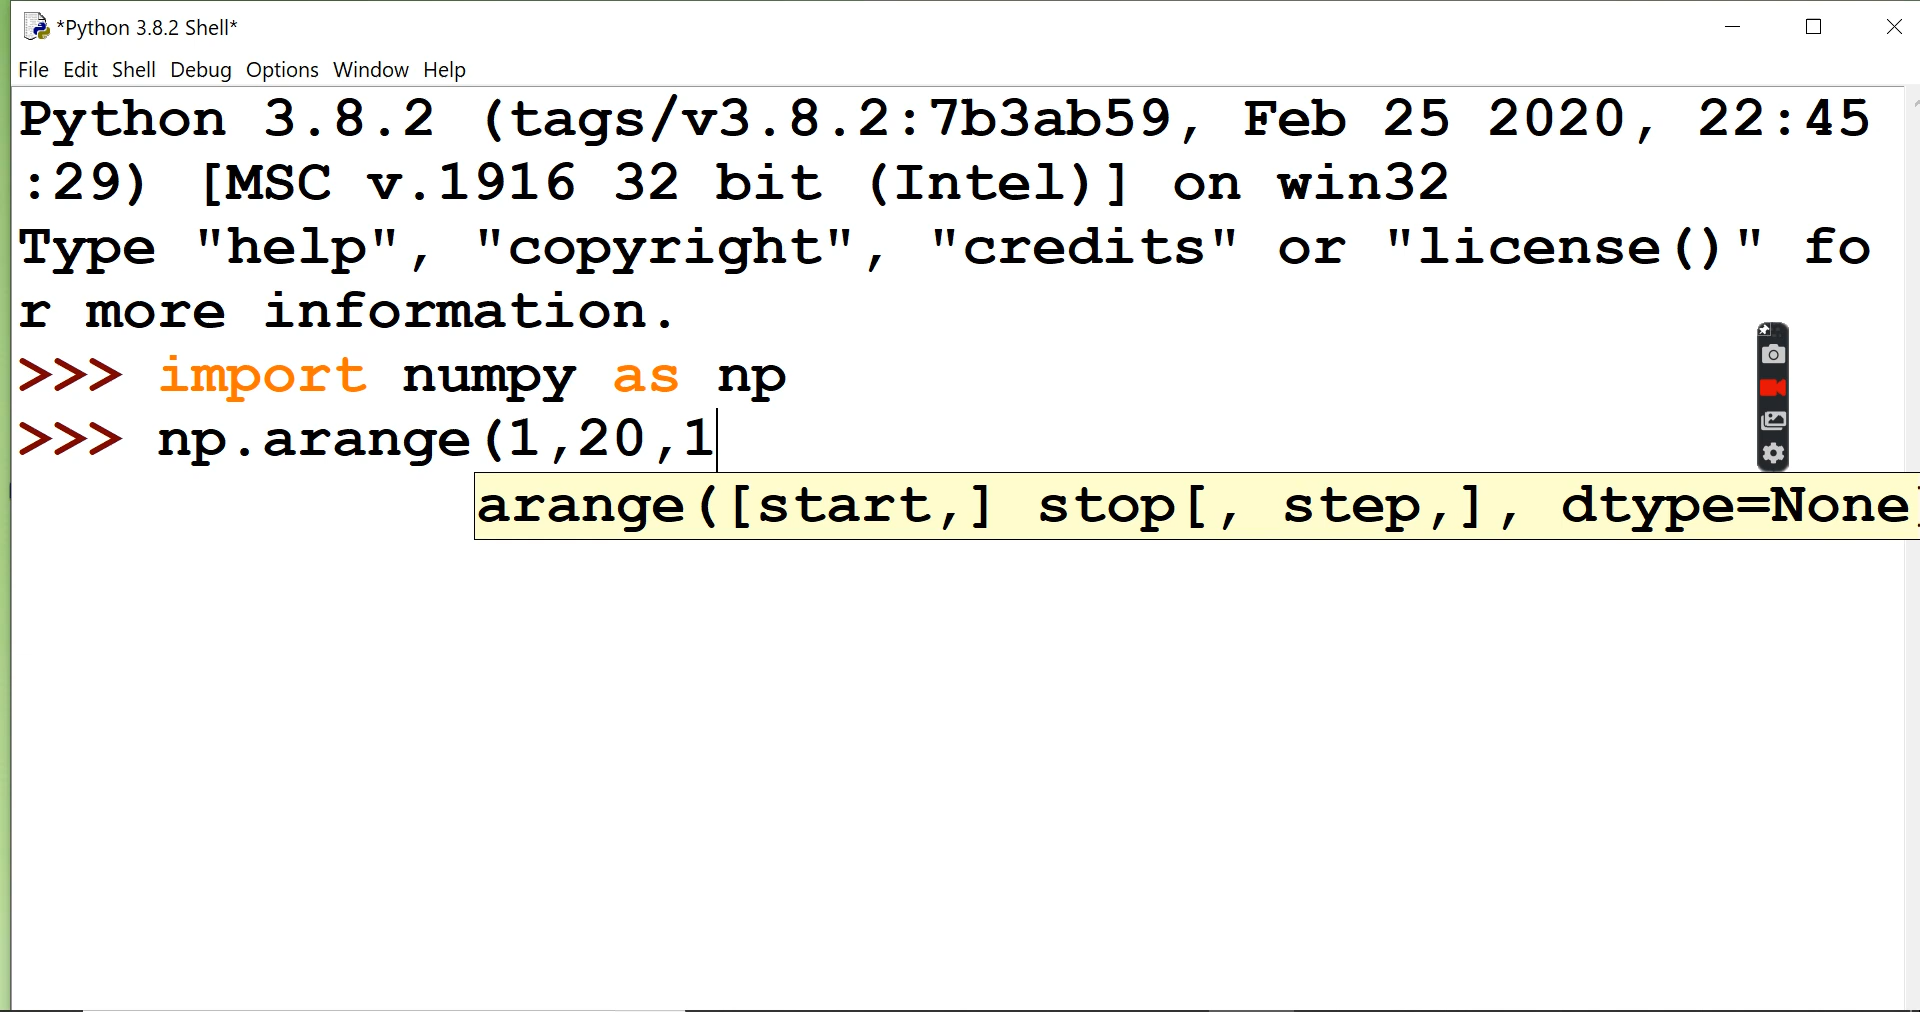 *Python 3.8.2 Shell*
File Edit Shell Debug Options Window Help
Python 3.8.2 (tags/v3.8.2:7b3ab59, Feb 25 2020, 22:45
:29) [MSC v.1916 32 bit (Intel)] on win32
Type "help", "copyright", "credits" or "license()" fo
r more information.
>>> import numpy as np
>>> np.arange(1,20,1
arange([start,] stop[, step,], dtype=None)